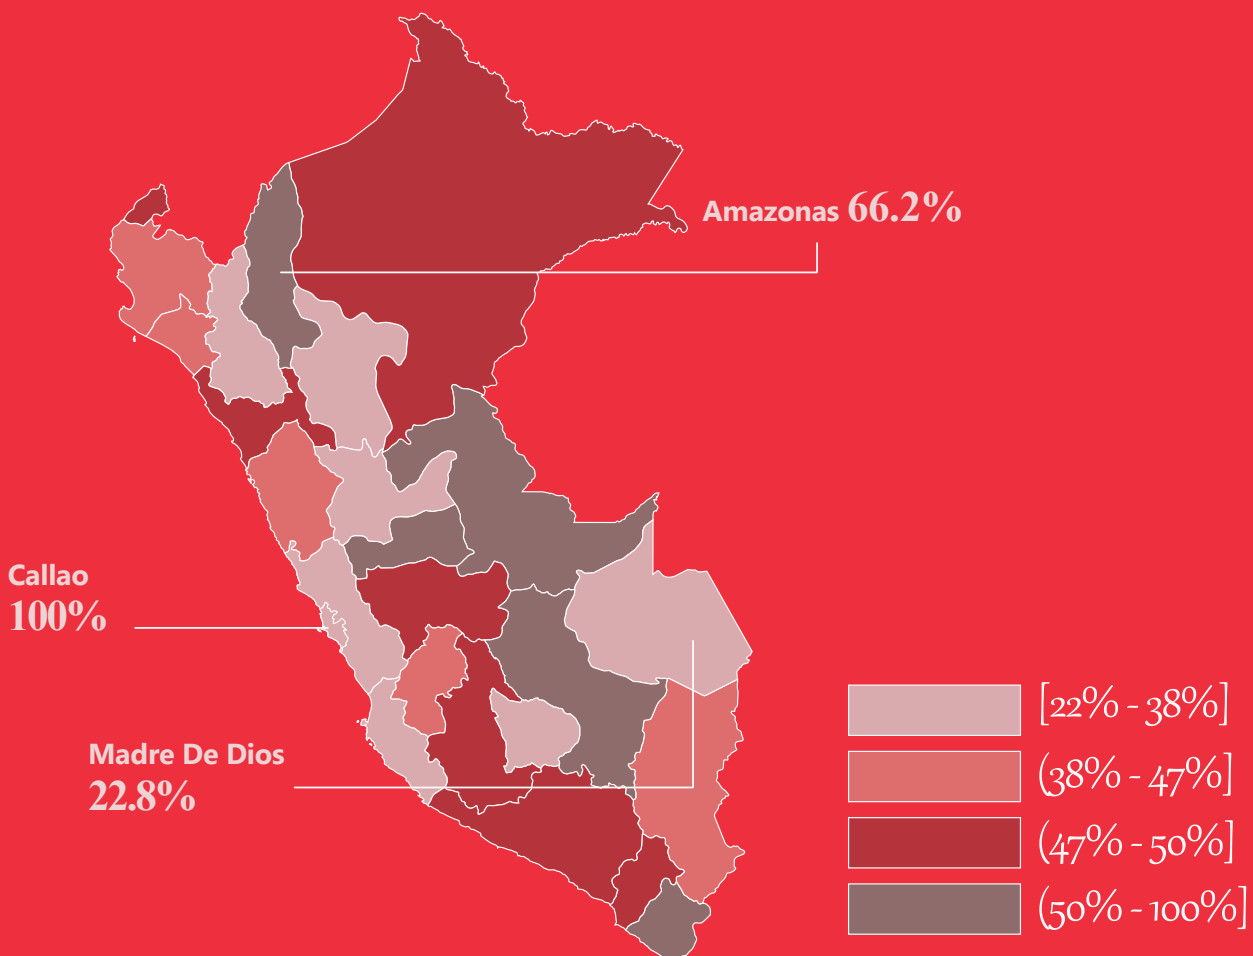 Amazonas 66.2%
Callao
100%
Madre De Dios
22.8%
[22% - 38%]
(38% - 47%]
(47% - 50%]
(50% - 100%]